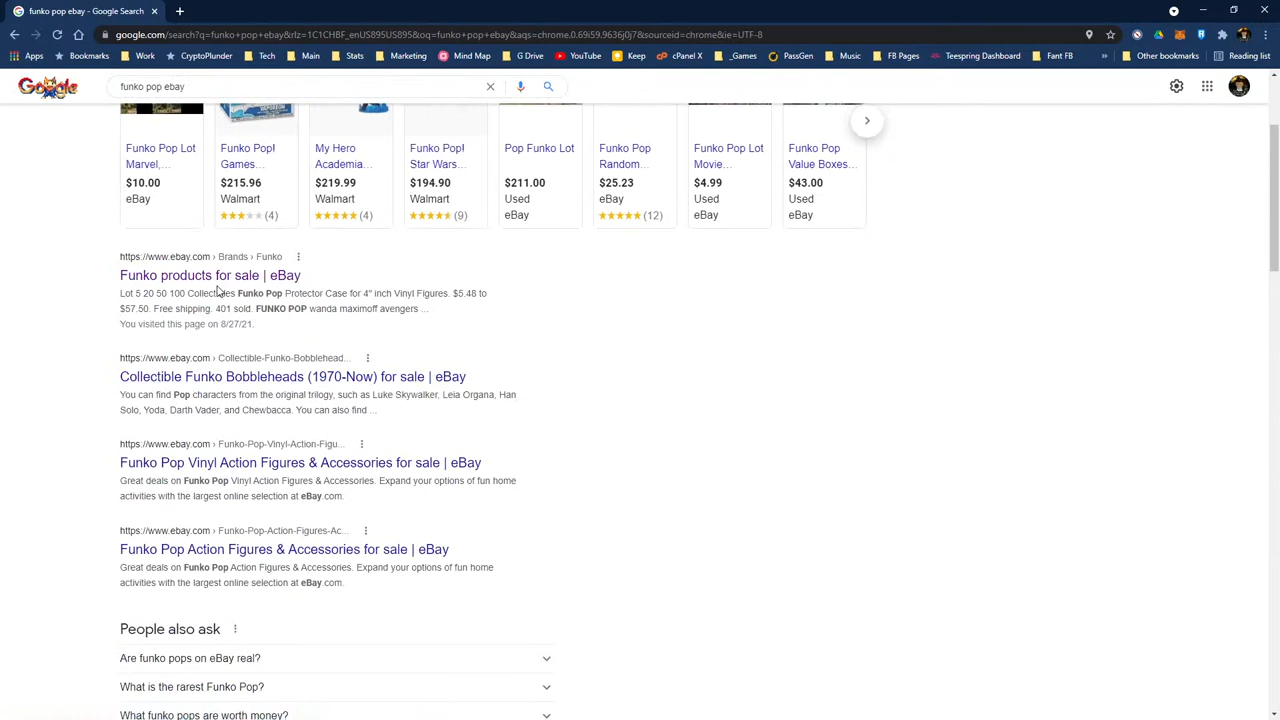 funko pop ebay - Google Search
google.com/search?q=funko+pop+ebay&rlz=1C1CHBF_enUS895US895&oq=funko+pop+ebay&aqs=chrome.0.69i59.9636j0j7&sourceid=chrome&ie=UTF-8
Apps Bookmarks CryptoPlunder Tech Main Stats Marketing Mind Drip YouTube Keep cPanel X _Games PassGen Music FB Pages Teespring Fant BS Other bookmarks Reading list
Google funko pop ebay
Funko Pop Lot Marvel,...
$10.00
eBay
Funko Pop! Games...
$215.96
Walmart
(4)
My Hero Academia...
$219.99
Walmart
(4)
Funko Pop! Star Wars...
$194.90
Walmart
(9)
Pop Funko Lot
$211.00
Used
eBay
Funko Pop Random...
$25.23
eBay
(12)
Funko Pop Lot Movie...
$4.99
Used
eBay
Funko Pop Value Boxes...
$43.00
Used
eBay
https://www.ebay.com › Brands › Funko
Funko products for sale | eBay
Lot 5 20 50 100 Collectibles Funko Pop Protector Case for 4" inch Vinyl Figures. $5.48 to
$57.50. Free shipping. 401 sold. FUNKO POP wanda maximoff avengers ...
You visited this page on 8/27/21.
https://www.ebay.com › Collectible-Funko-Bobblehead...
Collectible Funko Bobbleheads (1970-Now) for sale | eBay
You can find Pop characters from the original trilogy, such as Luke Skywalker, Leia Organa, Han
Solo, Yoda, Darth Vader, and Chewbacca. You can also find ...
https://www.ebay.com › Funko-Pop-Vinyl-Action-Figu...
Funko Pop Vinyl Action Figures & Accessories for sale | eBay
Great deals on Funko Pop Vinyl Action Figures & Accessories. Expand your options of fun home
activities with the largest online selection at eBay.com.
https://www.ebay.com › Funko-Pop-Action-Figures-Ac...
Funko Pop Action Figures & Accessories for sale | eBay
Great deals on Funko Pop Action Figures & Accessories. Expand your options of fun home
activities with the largest online selection at eBay.com.
People also ask
Are funko pops on eBay real?
What is the rarest Funko Pop?
What funko pops are worth money?